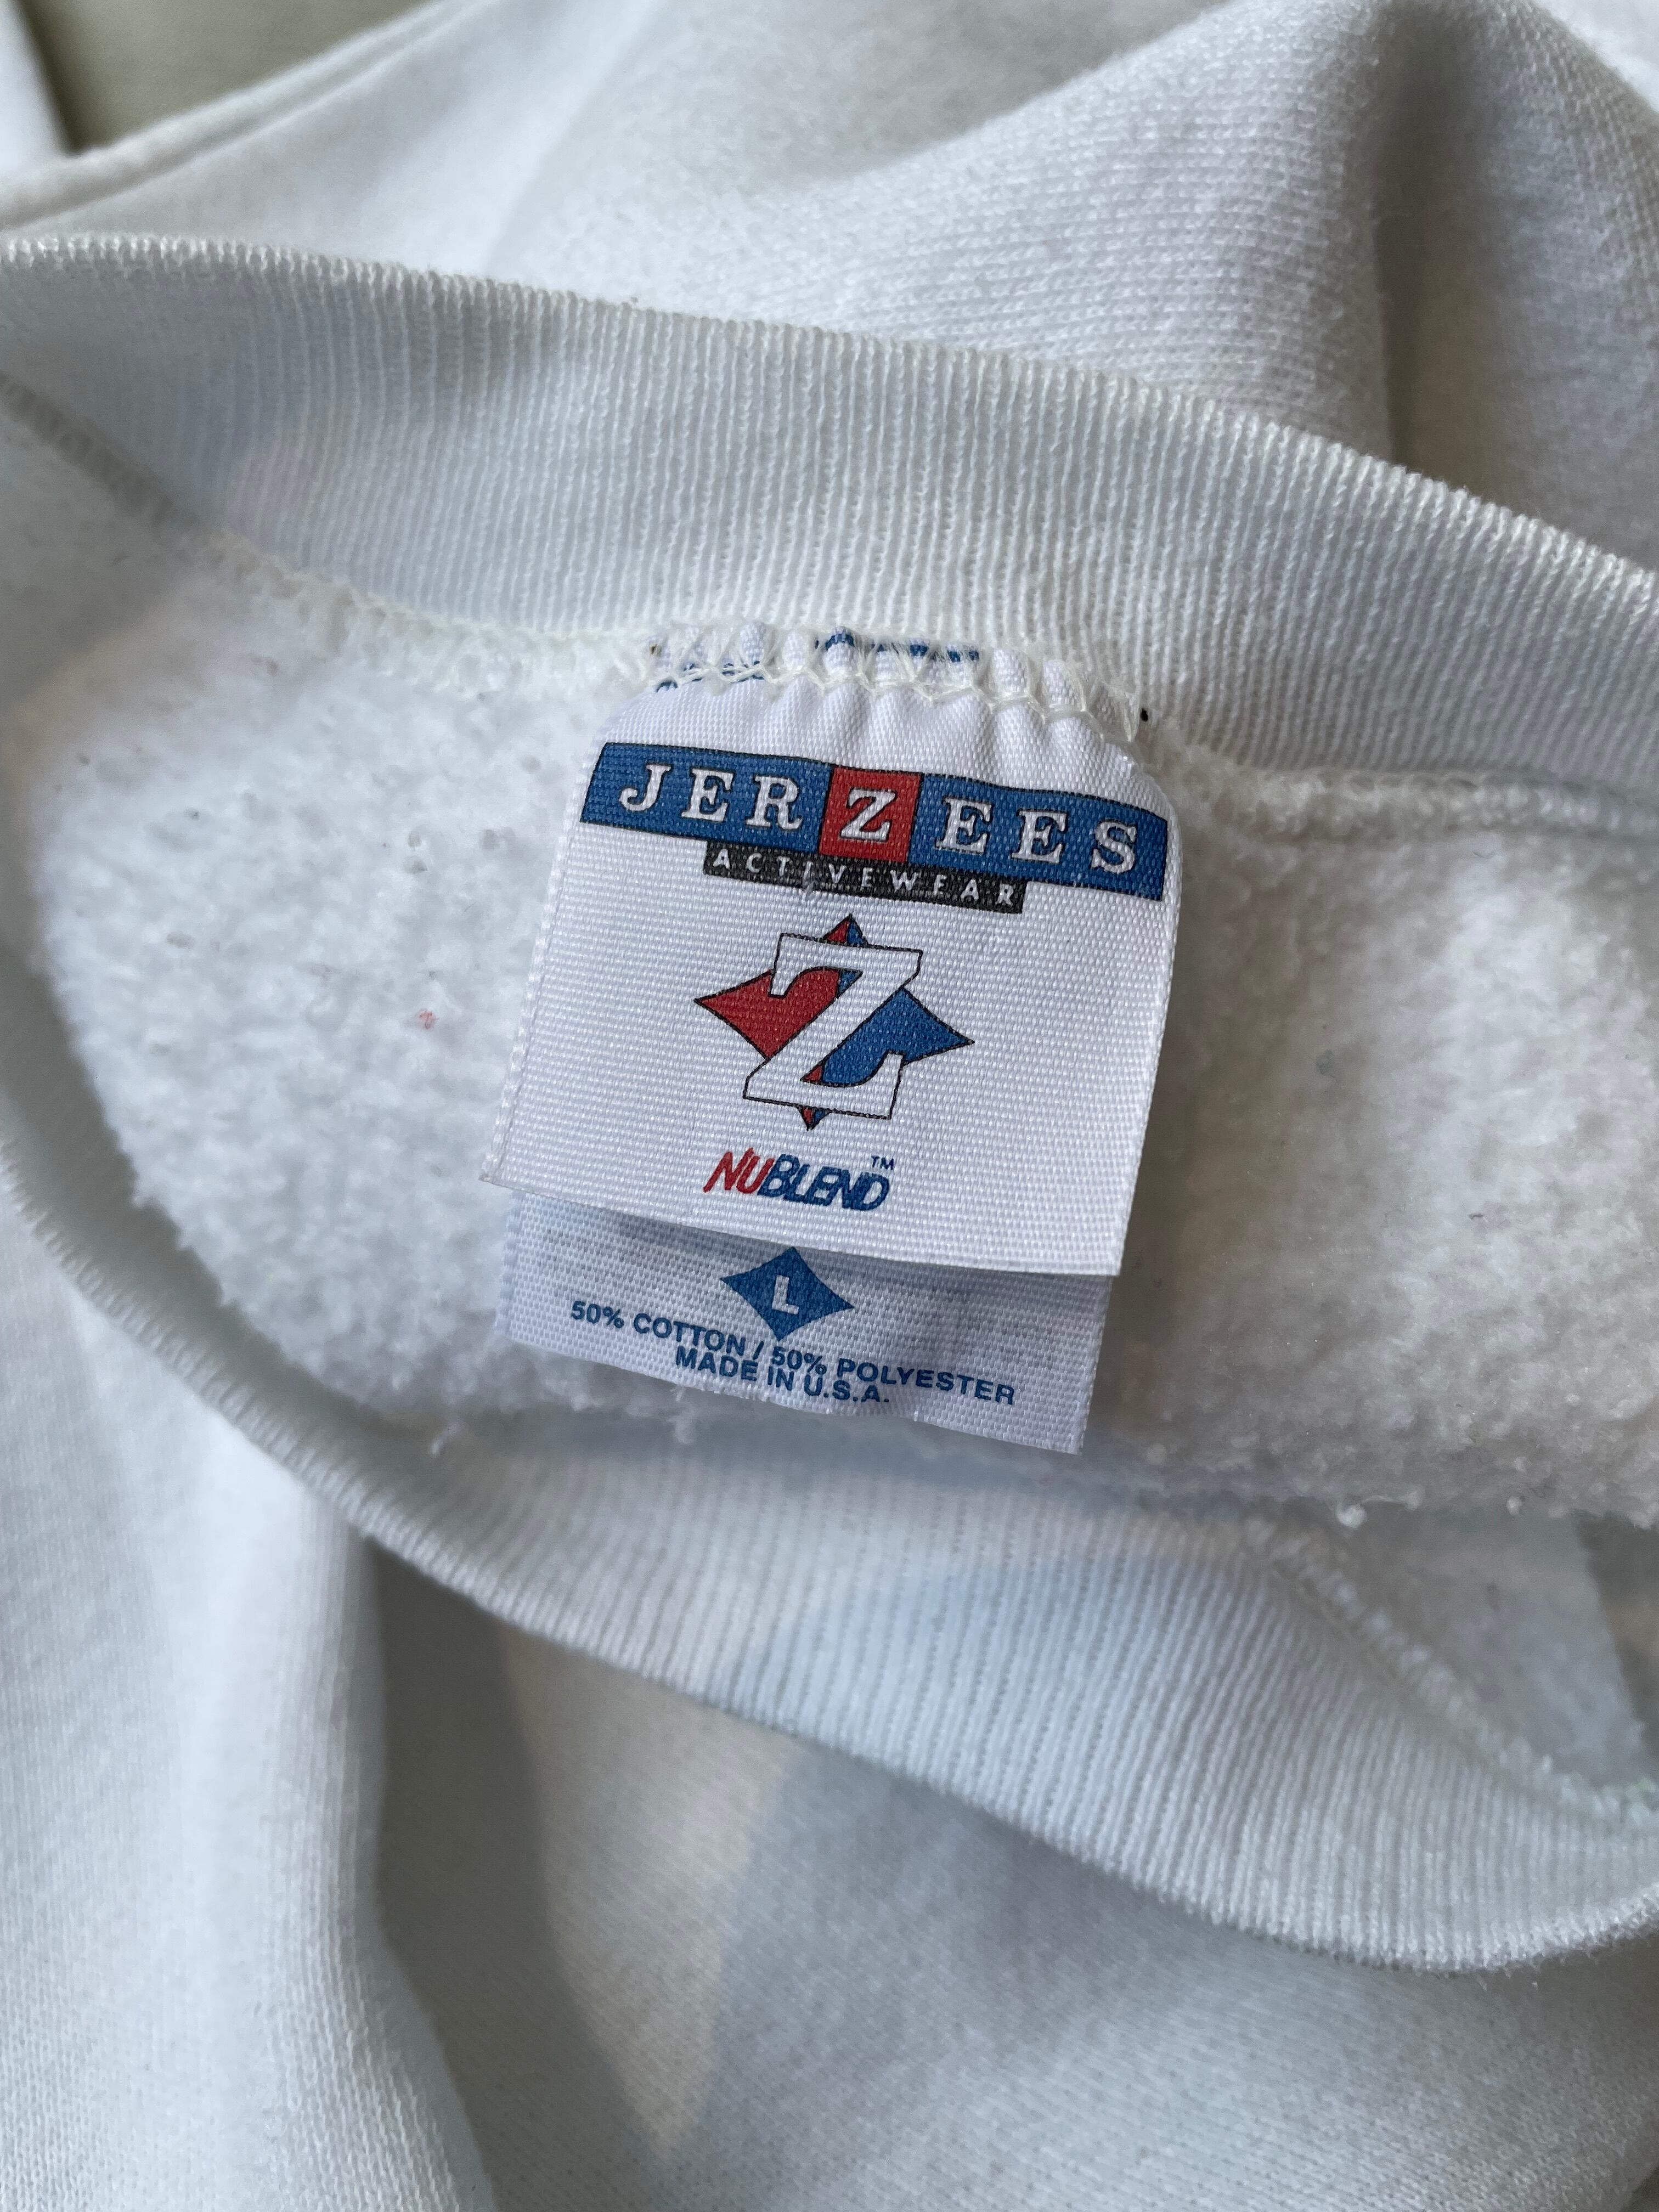 JERZEES
ACTIVEWEAR
Z
NUBLEND™
L
50% COTTON / 50% POLYESTER
MADE IN U.S.A.